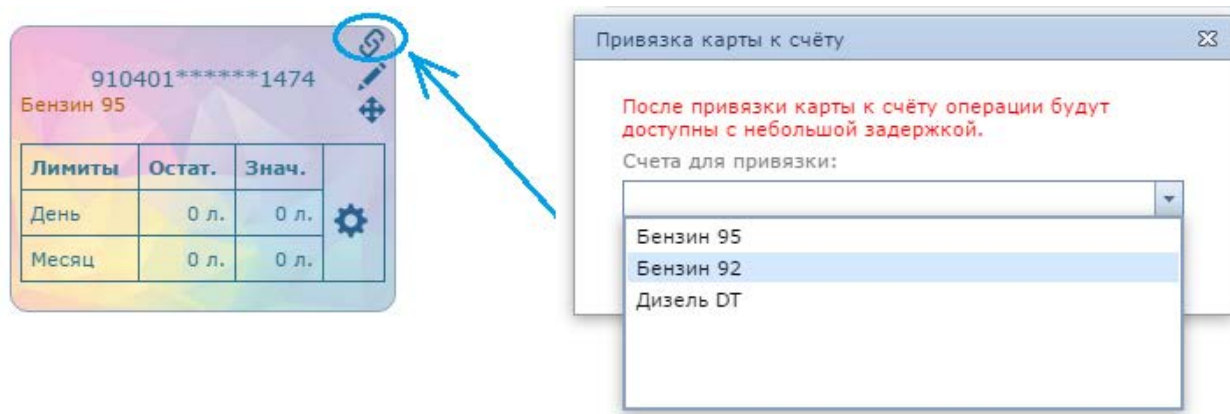 910401******1474
Бензин 95
Лимиты Остат. Знач.
День 0 л. 0 л.
Месяц 0 л. 0 л.
Привязка карты к счёту
После привязки карты к счёту операции будут
доступны с небольшой задержкой.
Счета для привязки:
Бензин 95
Бензин 92
Дизель DT